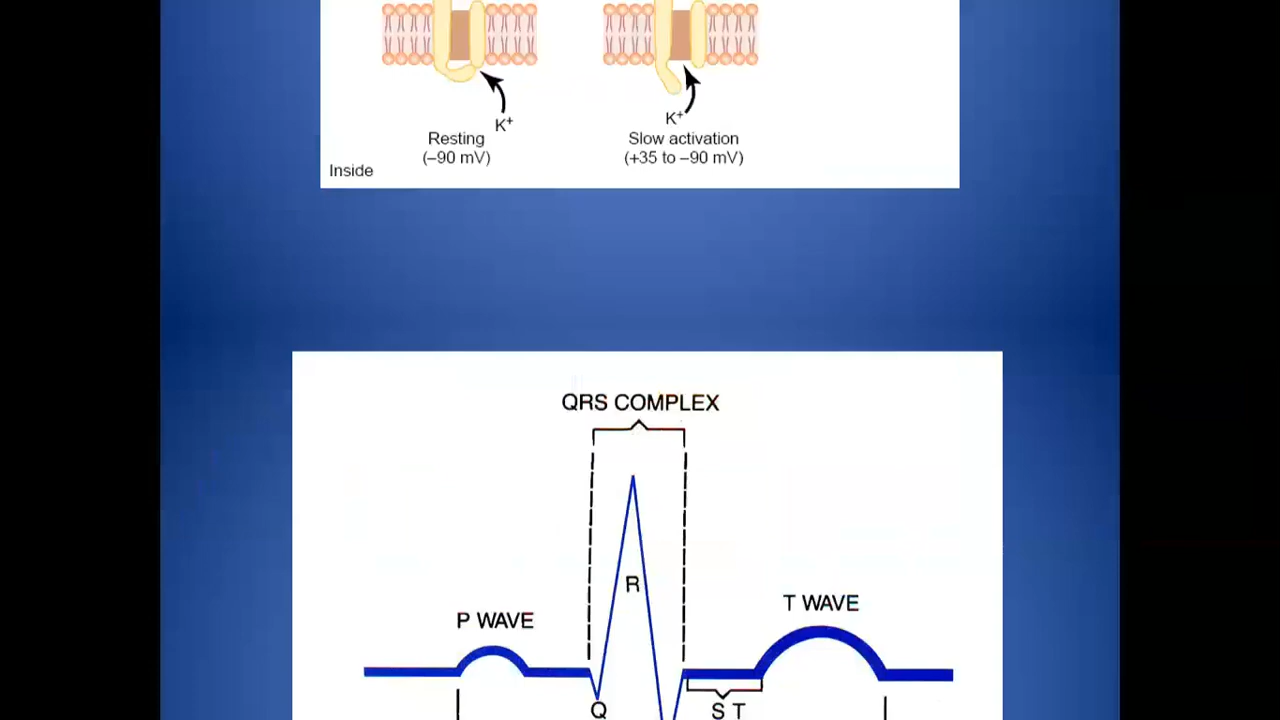 K+
K+
Resting
(–90 mV)
Slow activation
(+35 to –90 mV)
Inside
QRS COMPLEX
R
T WAVE
P WAVE
Q
S T